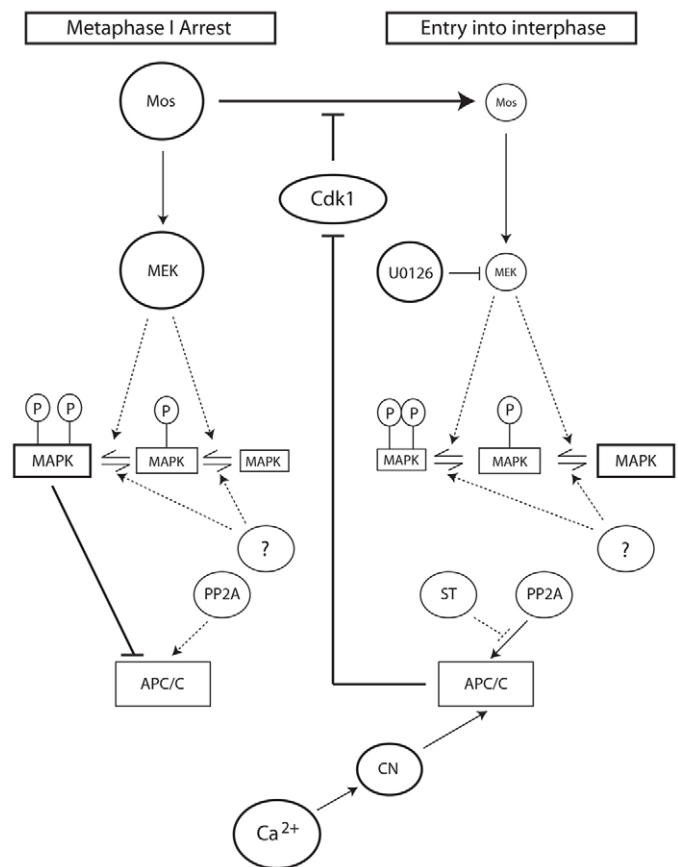 Metaphase I Arrest
Entry into interphase
Mos
Mos
Cdk1
MEK
U0126
MEK
P P
P
P P
P
MAPK
MAPK
MAPK
MAPK
MAPK
MAPK
?
?
PP2A
ST
PP2A
APC/C
APC/C
CN
Ca2+